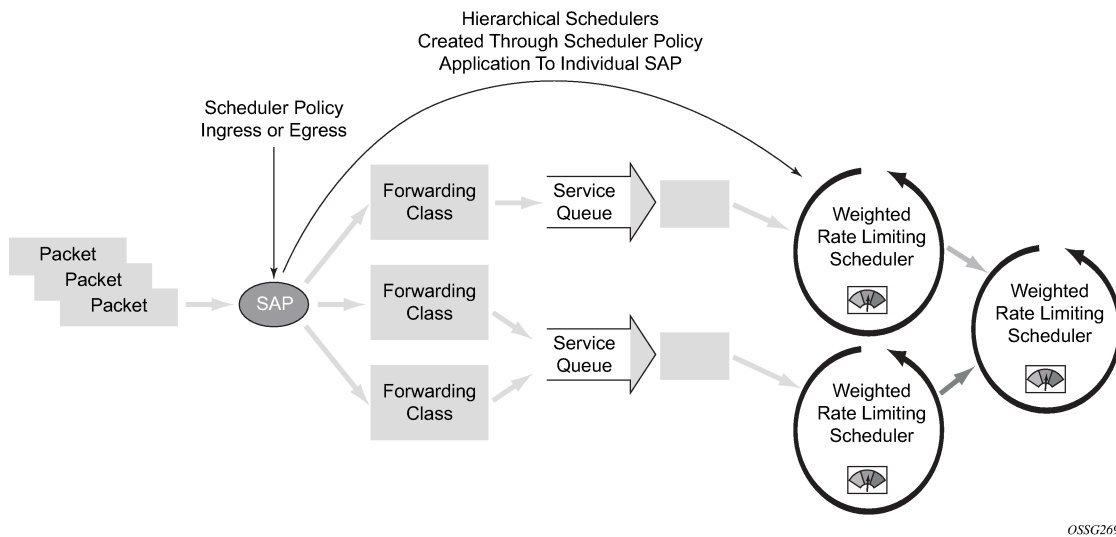 Hierarchical Schedulers
Created Through Scheduler Policy
Application To Individual SAP
Scheduler Policy
Ingress or Egress
Packet
Packet
Packet
SAP
Forwarding
Class
Forwarding
Class
Forwarding
Class
Service
Queue
Service
Queue
Weighted
Rate Limiting
Scheduler
Weighted
Rate Limiting
Scheduler
Weighted
Rate Limiting
Scheduler
OSSG269